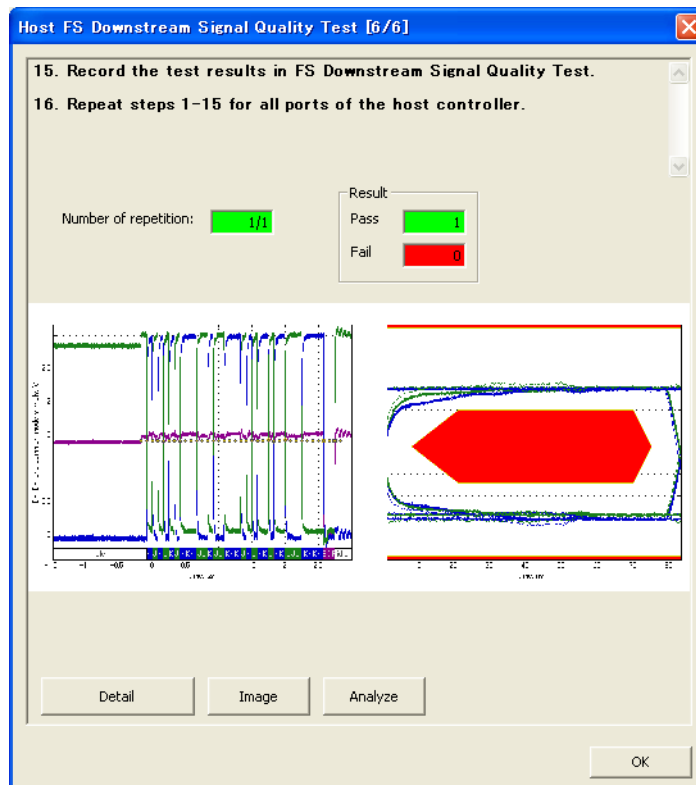 Host FS Downstream Signal Quality Test [6/6]
15. Record the test results in FS Downstream Signal Quality Test.
16. Repeat steps 1-15 for all ports of the host controller.
Result
Number of repetition: 1/1
Pass 1
Fail 0
Detail Image Analyze
OK